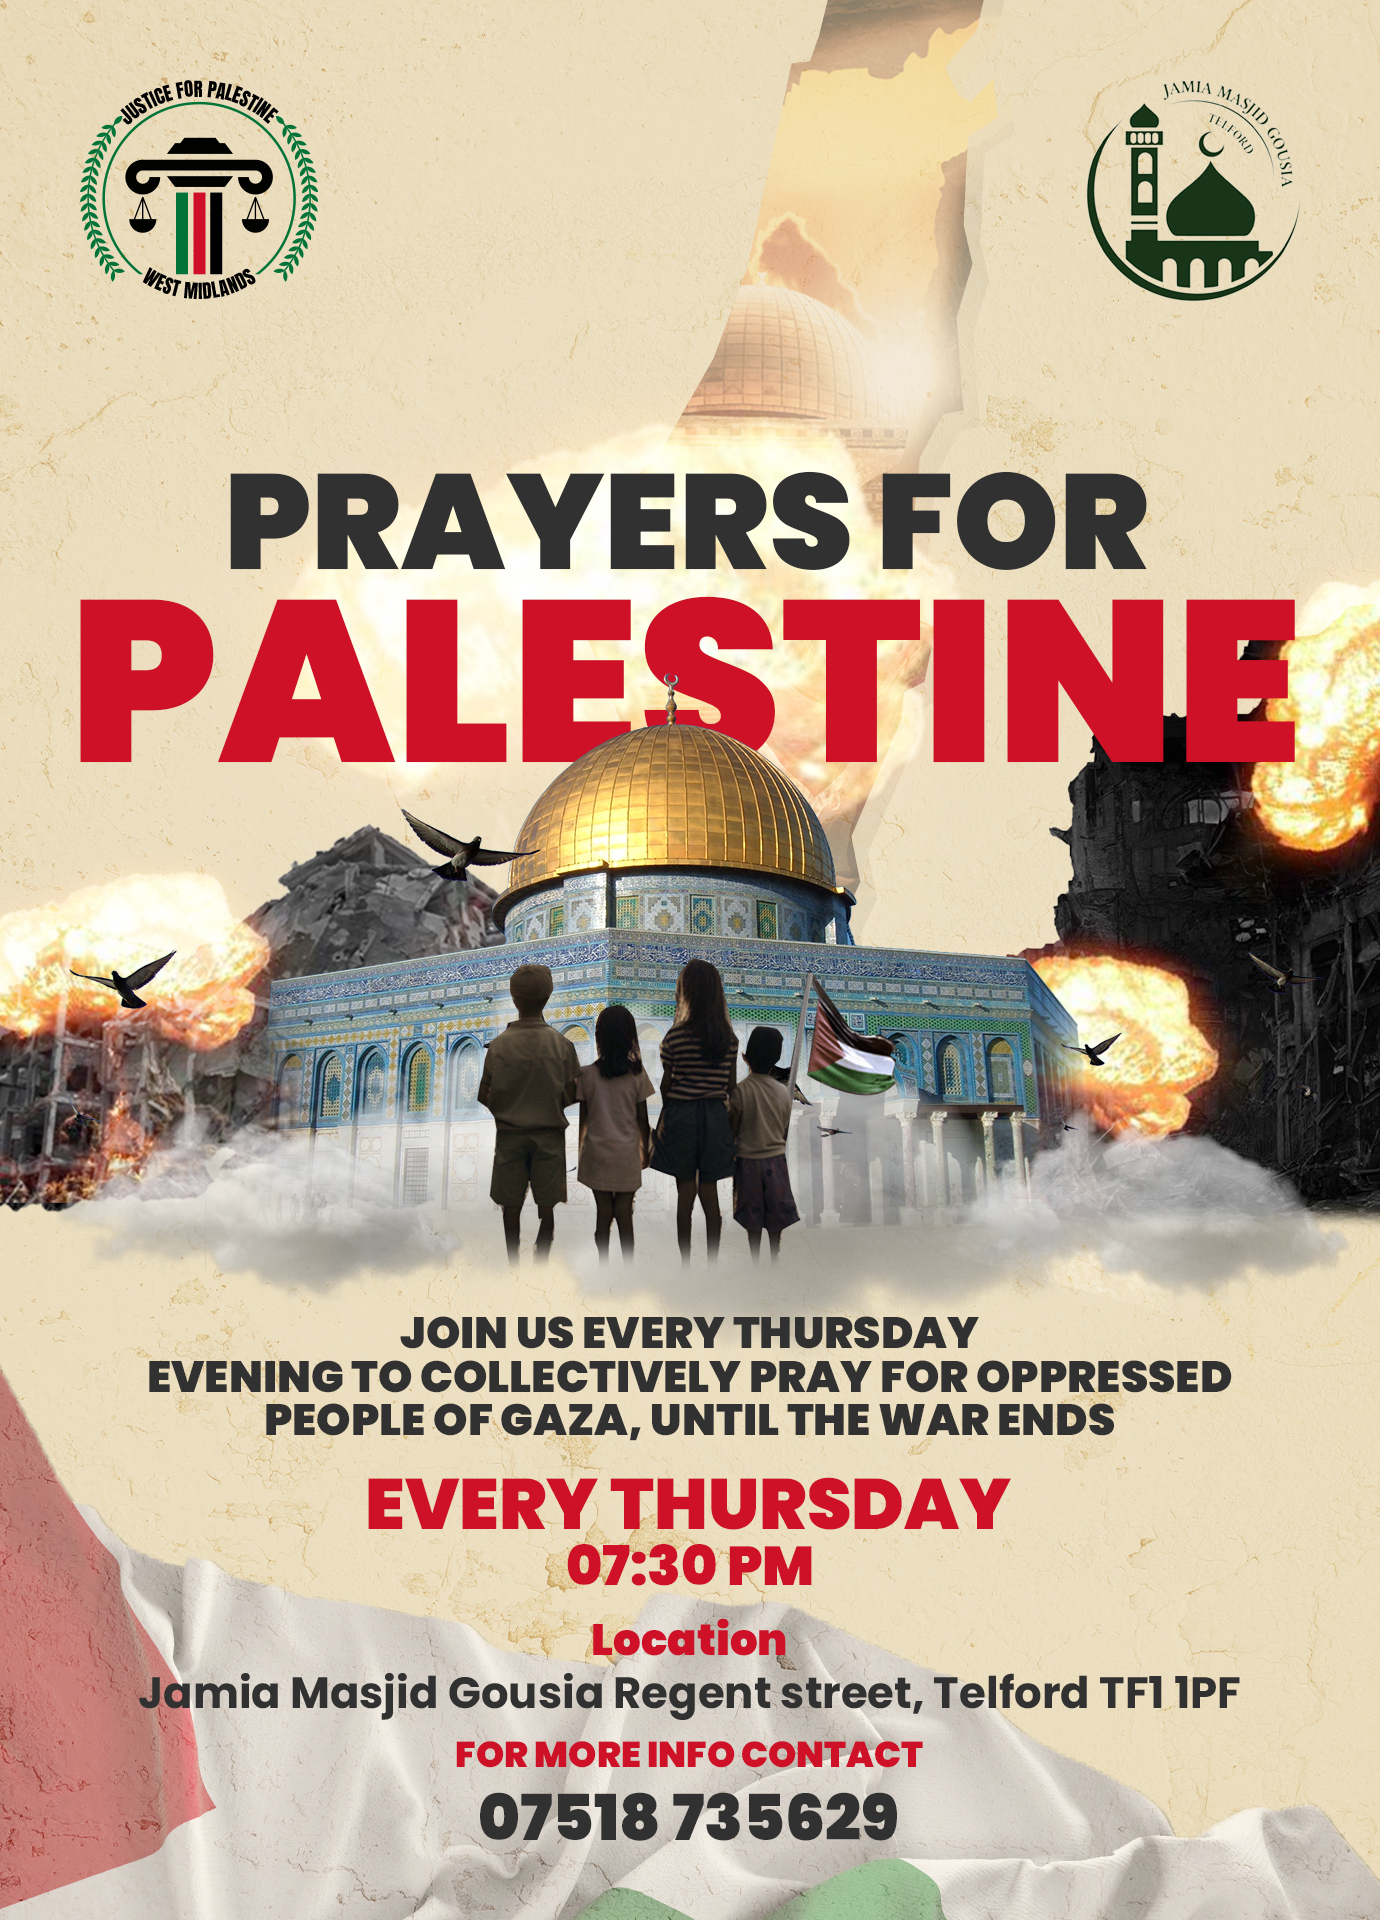 JUSTICE FOR PALESTINE
WEST MIDLANDS
JAMIA MASJID GOUSIA
TELFORD
PRAYERS FOR
PALESTINE
JOIN US EVERY THURSDAY
EVENING TO COLLECTIVELY PRAY FOR OPPRESSED
PEOPLE OF GAZA, UNTIL THE WAR ENDS
EVERY THURSDAY
07:30 PM
Location
Jamia Masjid Gousia Regent street, Telford TF1 1PF
FOR MORE INFO CONTACT
07518 735629